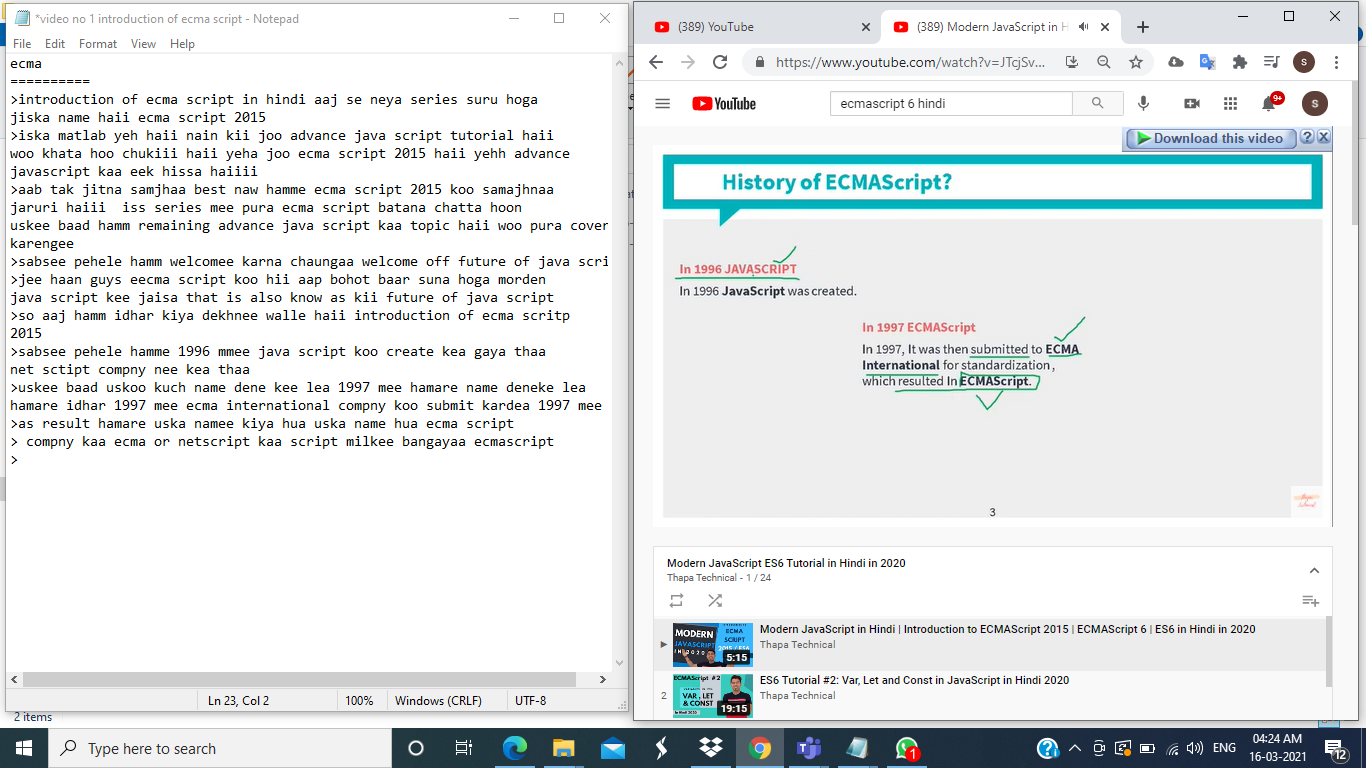 *video no 1 introduction of ecma script - Notepad
File Edit Format View Help
ecma
==========
>introduction of ecma script in hindi aaj se neya series suru hoga
jiska name haii ecma script 2015
>iska matlab yeh haii nain kii joo advance java script tutorial haii
woo khata hoo chukiii haii yeha joo ecma script 2015 haii yehh advance
javascript kaa eek hissa haiiii
>aab tak jitna samjhaa best naw hamme ecma script 2015 koo samajhnaa
jaruri haiii  iss series mee pura ecma script batana chatta hoon
uskee baad hamm remaining advance java script kaa topic haii woo pura cover
karengee
>sabsee pehele hamm welcomee karna chaungaa welcome off future of java scri
>jee haan guys eecma script koo hii aap bohot baar suna hoga morden
java script kee jaisa that is also know as kii future of java script
>so aaj hamm idhar kiya dekhnee walle haii introduction of ecma scritp
2015
>sabsee pehele hamme 1996 mmee java script koo create kea gaya thaa
net sctipt compny nee kea thaa
>uskee baad uskoo kuch name dene kee lea 1997 mee hamare name deneke lea
hamare idhar 1997 mee ecma international compny koo submit kardea 1997 mee
>as result hamare uska namee kiya hua uska name hua ecma script
> compny kaa ecma or netscript kaa script milkee bangayaa ecmascript
>
Ln 23, Col 2 100% Windows (CRLF) UTF-8
2 items
(389) YouTube
(389) Modern JavaScript in H
https://www.youtube.com/watch?v=JTcjSv...
S
YouTube
ecmascript 6 hindi
9+
S
Download this video ? X
History of ECMAScript?
In 1996 JAVASCRIPT
In 1996 JavaScript was created.
In 1997 ECMAScript
In 1997, It was then submitted to ECMA
International for standardization,
which resulted In ECMAScript.
thapa
technical
3
Modern JavaScript ES6 Tutorial in Hindi in 2020
Thapa Technical - 1 / 24
MODERN
JAVASCRIPT
IN 2020
ECMA
SCRIPT
2015 / ES6
5:15
Modern JavaScript in Hindi | Introduction to ECMAScript 2015 | ECMAScript 6 | ES6 in Hindi in 2020
Thapa Technical
2
ECMAScript #2
VAR, LET
& CONST
In Hindi 2020
19:15
ES6 Tutorial #2: Var, Let and Const in JavaScript in Hindi 2020
Thapa Technical
Type here to search
1
ENG
04:24 AM
16-03-2021
12